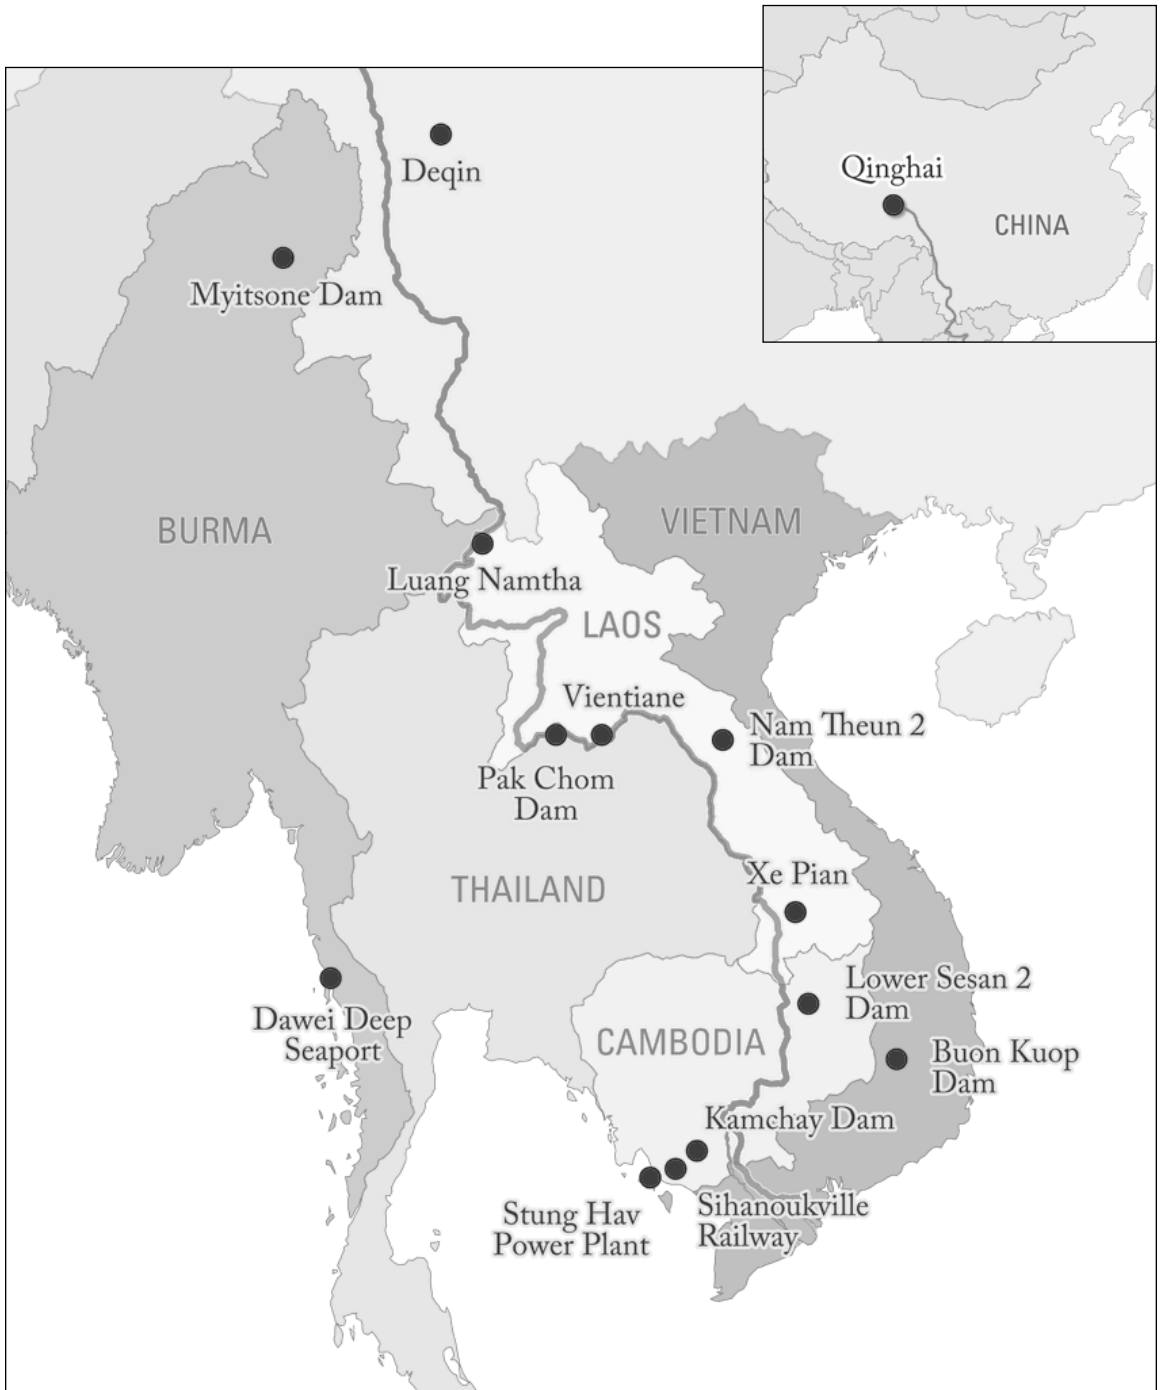 Qinghai
CHINA
Deqin
Myitsone Dam
BURMA
VIETNAM
Luang Namtha
LAOS
Vientiane
Nam Theun 2
Dam
Pak Chom
Dam
THAILAND
Xe Pian
Lower Sesan 2
Dam
Dawei Deep
Seaport
CAMBODIA
Buon Kuop
Dam
Kamchay Dam
Stung Hav
Power Plant
Sihanoukville
Railway